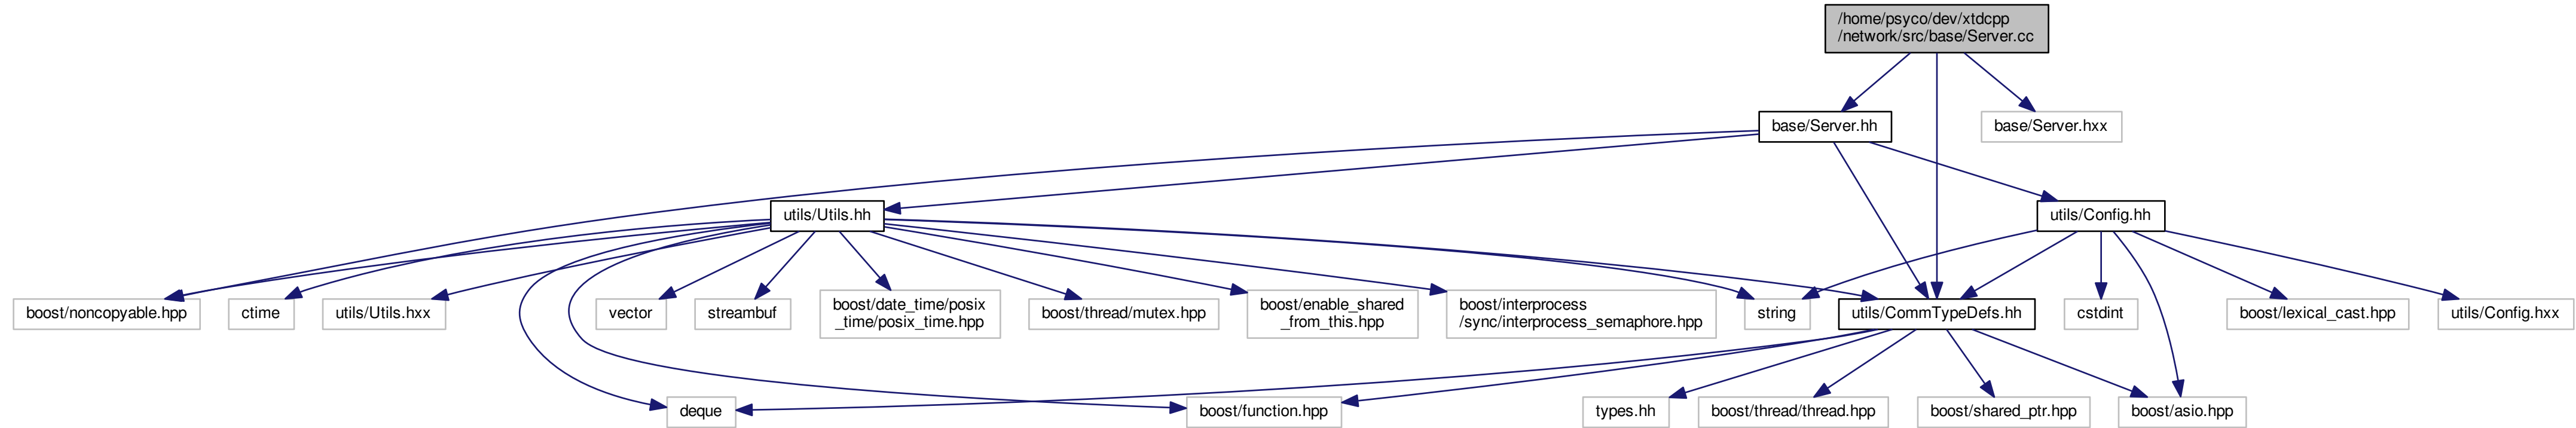 /home/psyco/dev/xtdcpp
/network/src/base/Server.cc
base/Server.hh
base/Server.hxx
utils/Utils.hh
utils/Config.hh
boost/noncopyable.hpp
ctime
utils/Utils.hxx
vector
streambuf
boost/date_time/posix
_time/posix_time.hpp
boost/thread/mutex.hpp
boost/enable_shared
_from_this.hpp
boost/interprocess
/sync/interprocess_semaphore.hpp
string
utils/CommTypeDefs.hh
cstdint
boost/lexical_cast.hpp
utils/Config.hxx
deque
boost/function.hpp
types.hh
boost/thread/thread.hpp
boost/shared_ptr.hpp
boost/asio.hpp